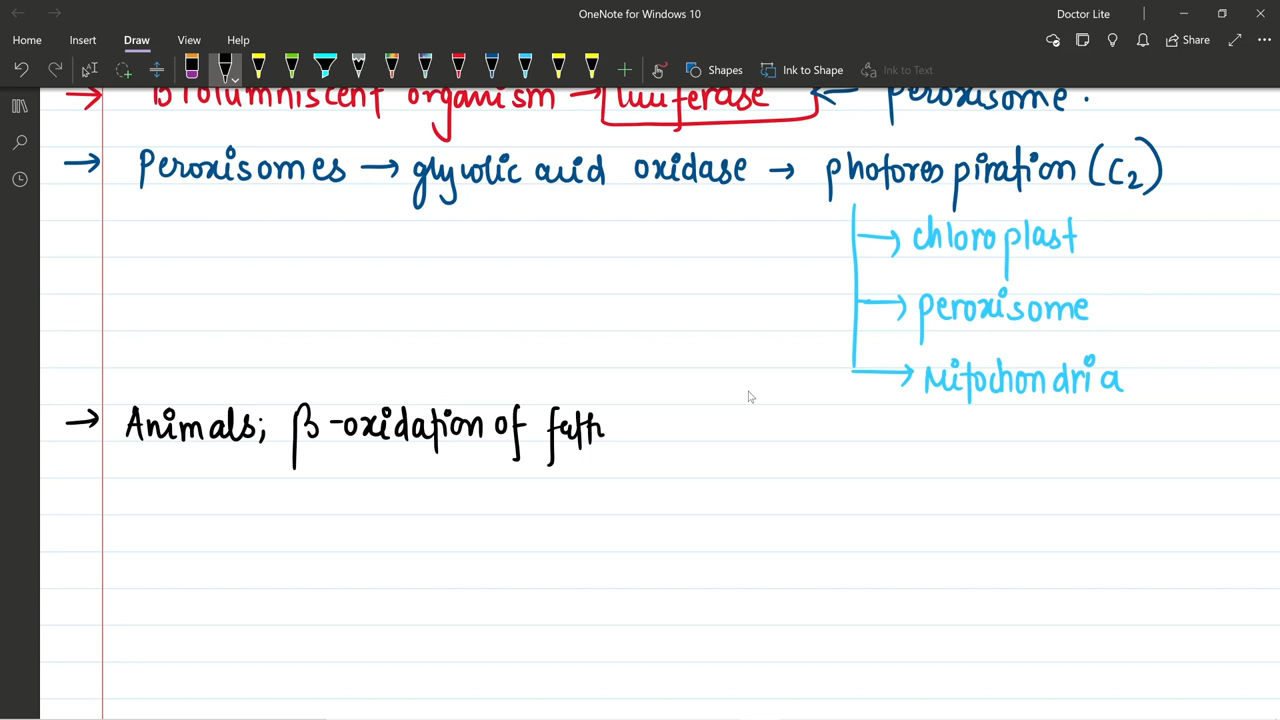 OneNote for Windows 10
Doctor Lite
Home Insert Draw View Help
Share
Shapes Ink to Shape Ink to Text
→ Biolumniscent organism → luciferase ← peroxisome.
→ Peroxisomes → glycolic acid oxidase → photorespiration (C2)
→ chloroplast
→ peroxisome
→ Mitochondria
→ Animals; β-oxidation of fatt